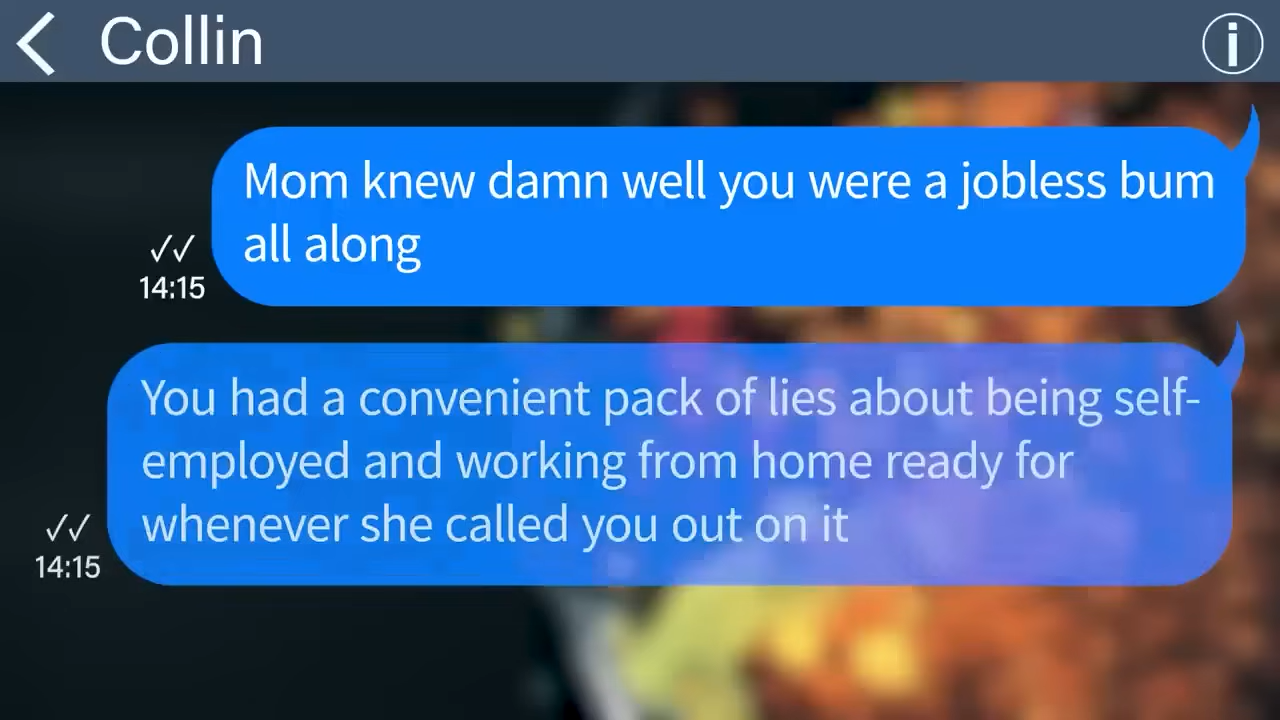 Collin
i
Mom knew damn well you were a jobless bum
all along
✓✓
14:15
You had a convenient pack of lies about being self-
employed and working from home ready for
whenever she called you out on it
✓✓
14:15